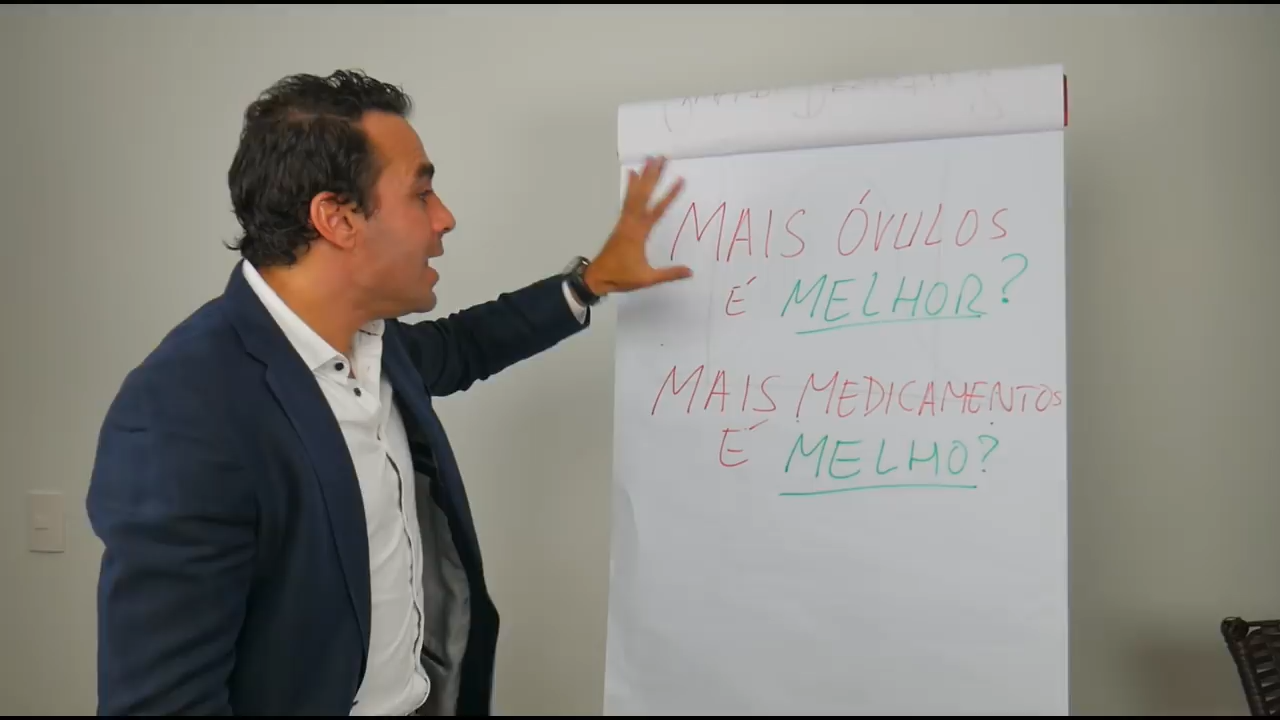 MAIS ÓVULOS
É MELHOR?
MAIS MEDICAMENTOS
É MELHO?